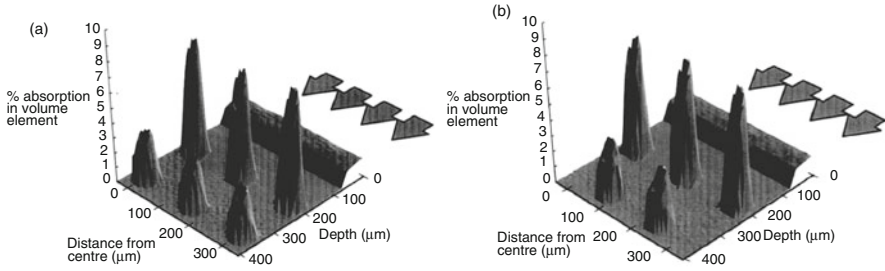 (a)
10
9
8
7
6
5
4
3
2
1
0
% absorption
in volume
element
0
100
200
300
Distance from
centre (µm)
400
300
200
100
0
Depth (µm)
(b)
10
9
8
7
6
5
4
3
2
1
0
% absorption
in volume
element
0
100
200
300
Distance from
centre (µm)
400
300
200
100
0
Depth (µm)